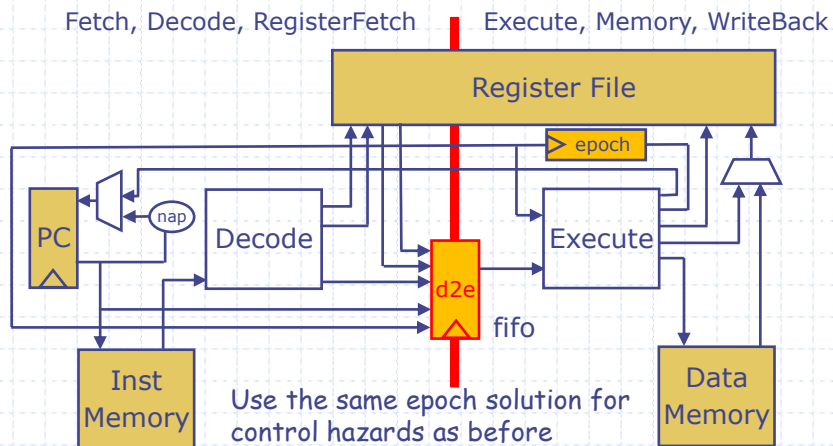 Fetch, Decode, RegisterFetch
Execute, Memory, WriteBack
Register File
epoch
nap
PC
Decode
Execute
d2e
fifo
Inst
Memory
Data
Memory
Use the same epoch solution for
control hazards as before